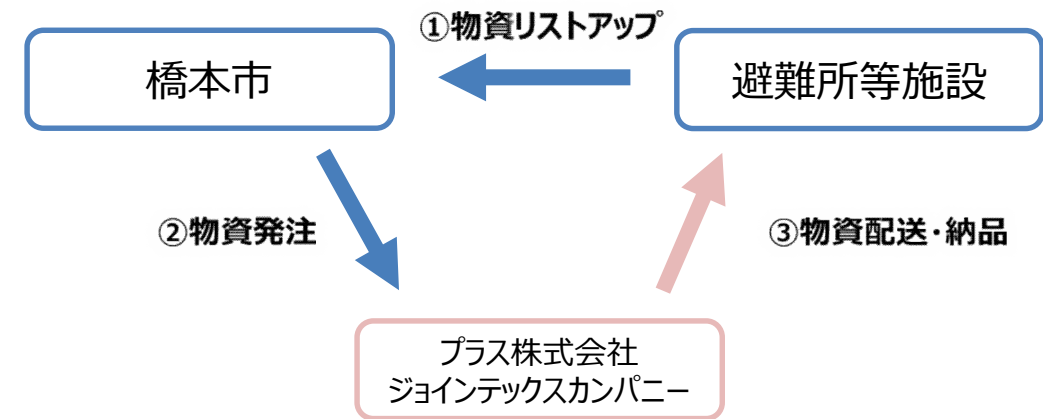 ①物資リストアップ
橋本市
避難所等施設
②物資発注
③物資配送・納品
プラス株式会社
ジョインテックスカンパニー